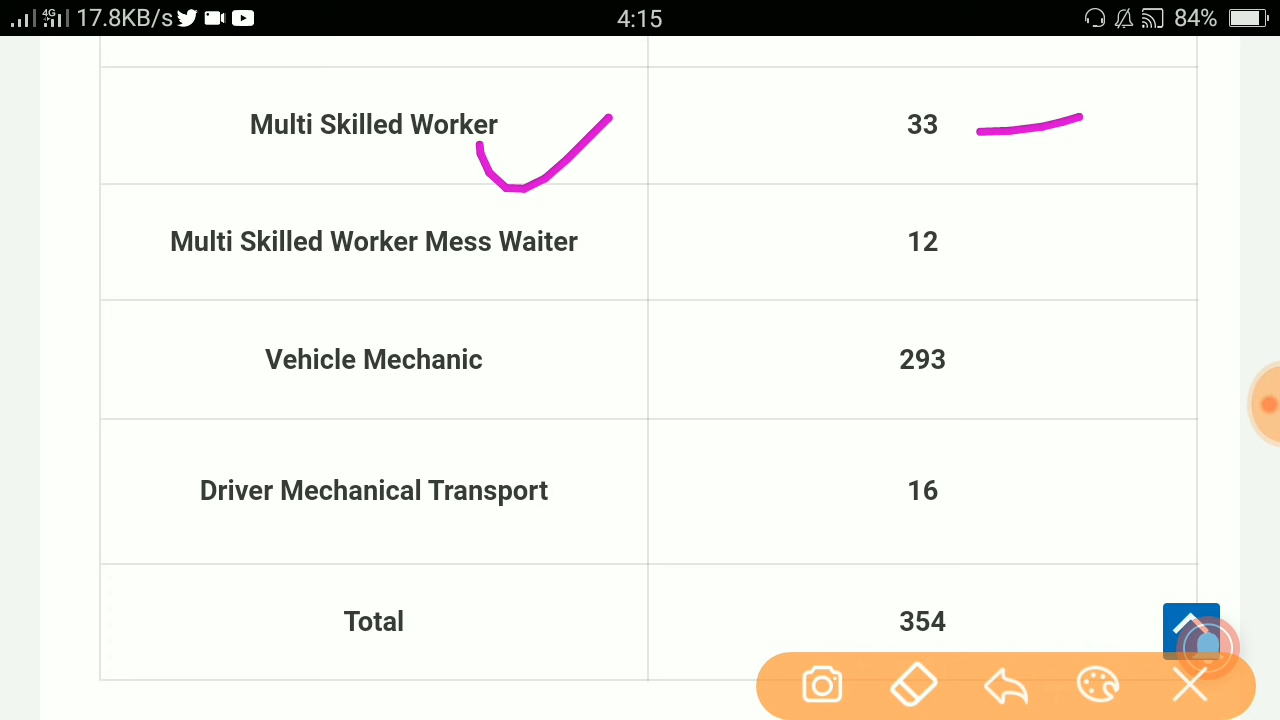 4G 17.8KB/s 4:15 84%
Multi Skilled Worker 33
Multi Skilled Worker Mess Waiter 12
Vehicle Mechanic 293
Driver Mechanical Transport 16
Total 354